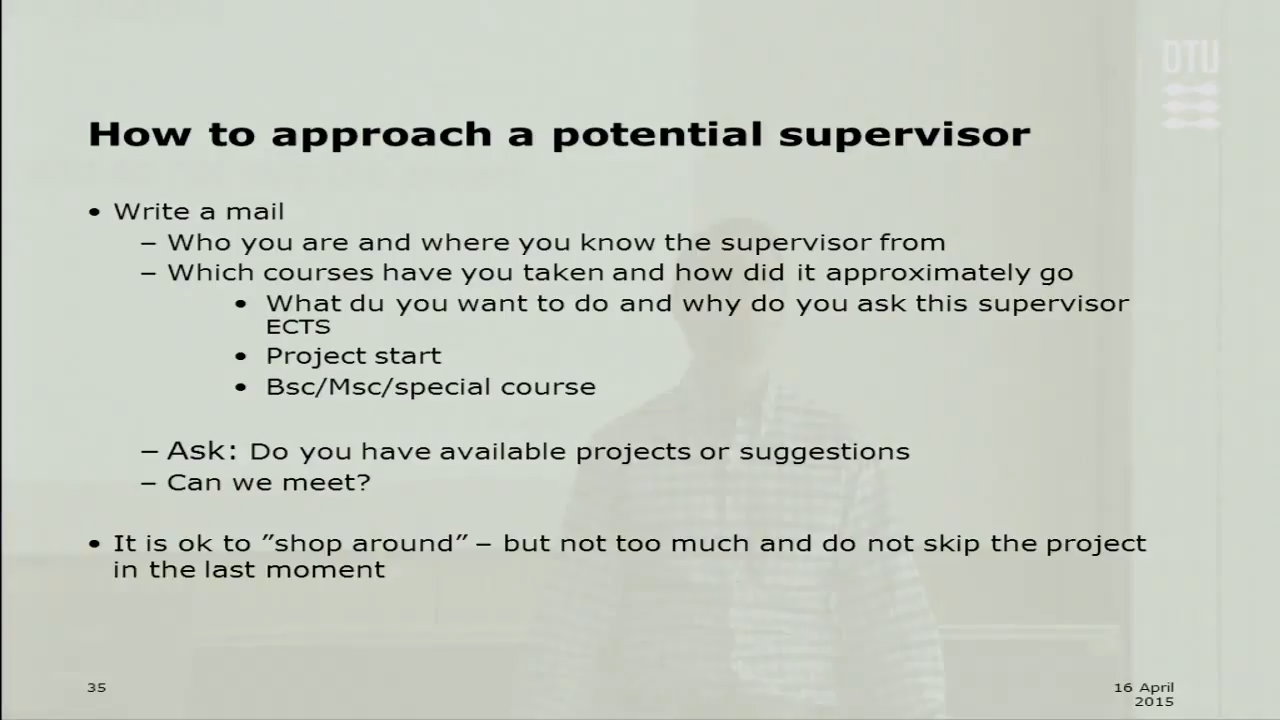 DTU
How to approach a potential supervisor
• Write a mail
– Who you are and where you know the supervisor from
– Which courses have you taken and how did it approximately go
• What du you want to do and why do you ask this supervisor
ECTS
• Project start
• Bsc/Msc/special course
– Ask: Do you have available projects or suggestions
– Can we meet?
• It is ok to ”shop around” – but not too much and do not skip the project
in the last moment
35
16 April
2015